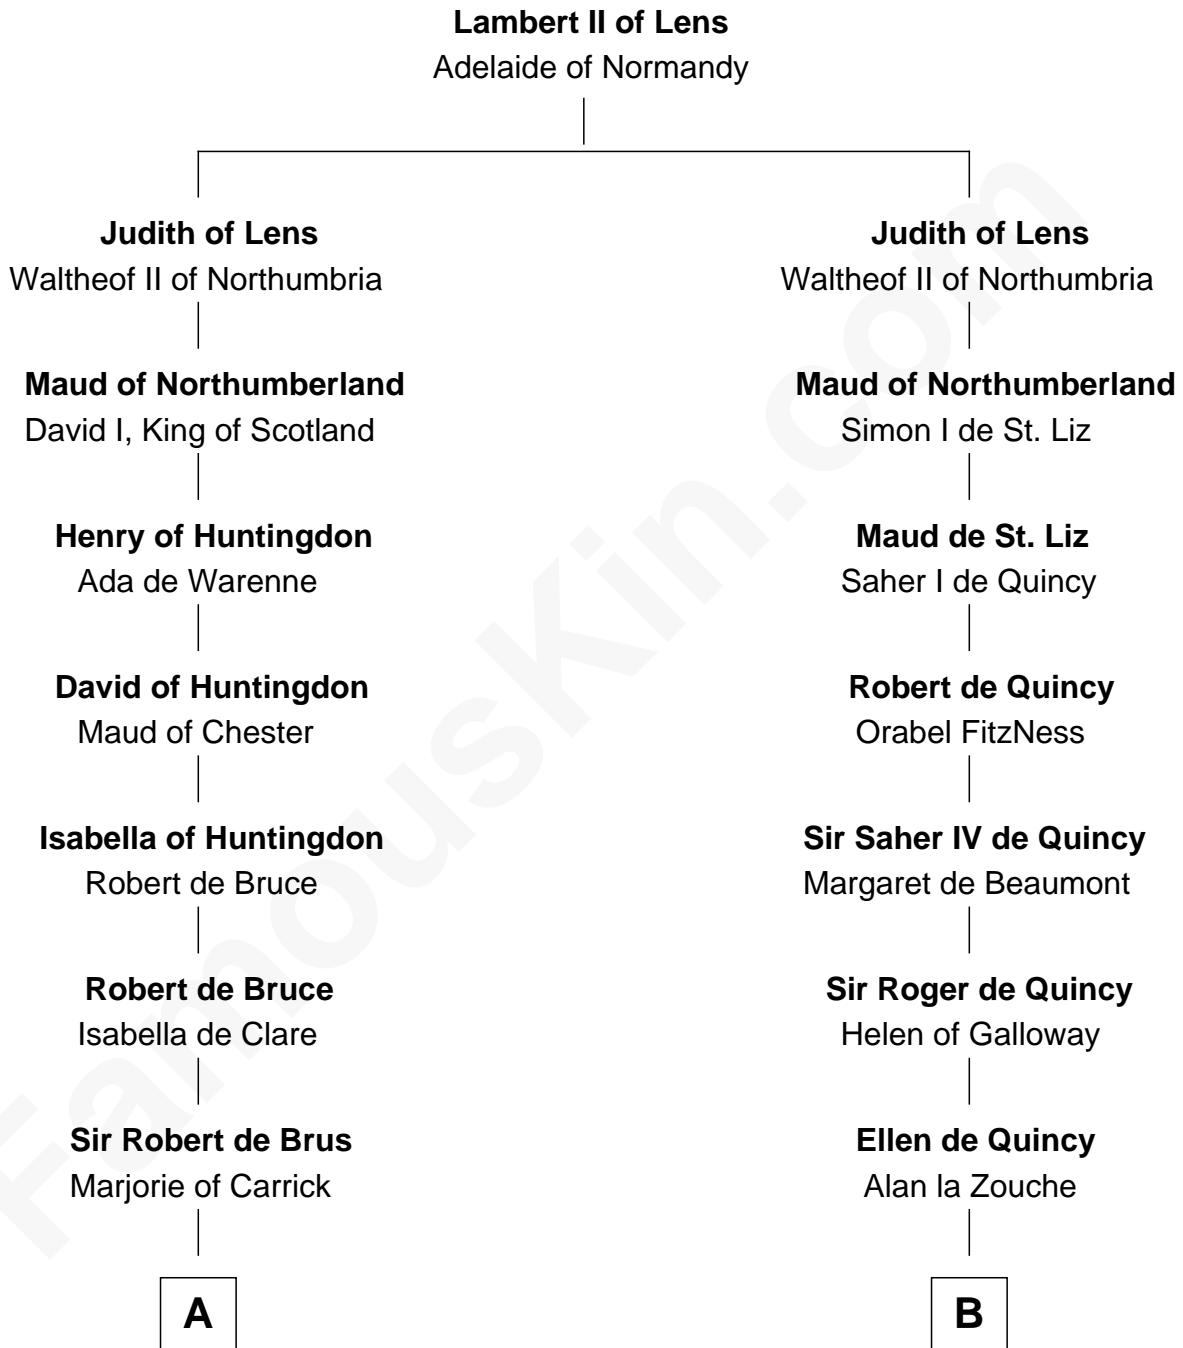 Lambert II of Lens
Adelaide of Normandy
Judith of Lens
Waltheof II of Northumbria
Maud of Northumberland
David I, King of Scotland
Henry of Huntingdon
Ada de Warenne
David of Huntingdon
Maud of Chester
Isabella of Huntingdon
Robert de Bruce
Robert de Bruce
Isabella de Clare
Sir Robert de Brus
Marjorie of Carrick
A
Judith of Lens
Waltheof II of Northumbria
Maud of Northumberland
Simon I de St. Liz
Maud de St. Liz
Saher I de Quincy
Robert de Quincy
Orabel FitzNess
Sir Saher IV de Quincy
Margaret de Beaumont
Sir Roger de Quincy
Helen of Galloway
Ellen de Quincy
Alan la Zouche
B
FamousKin.com